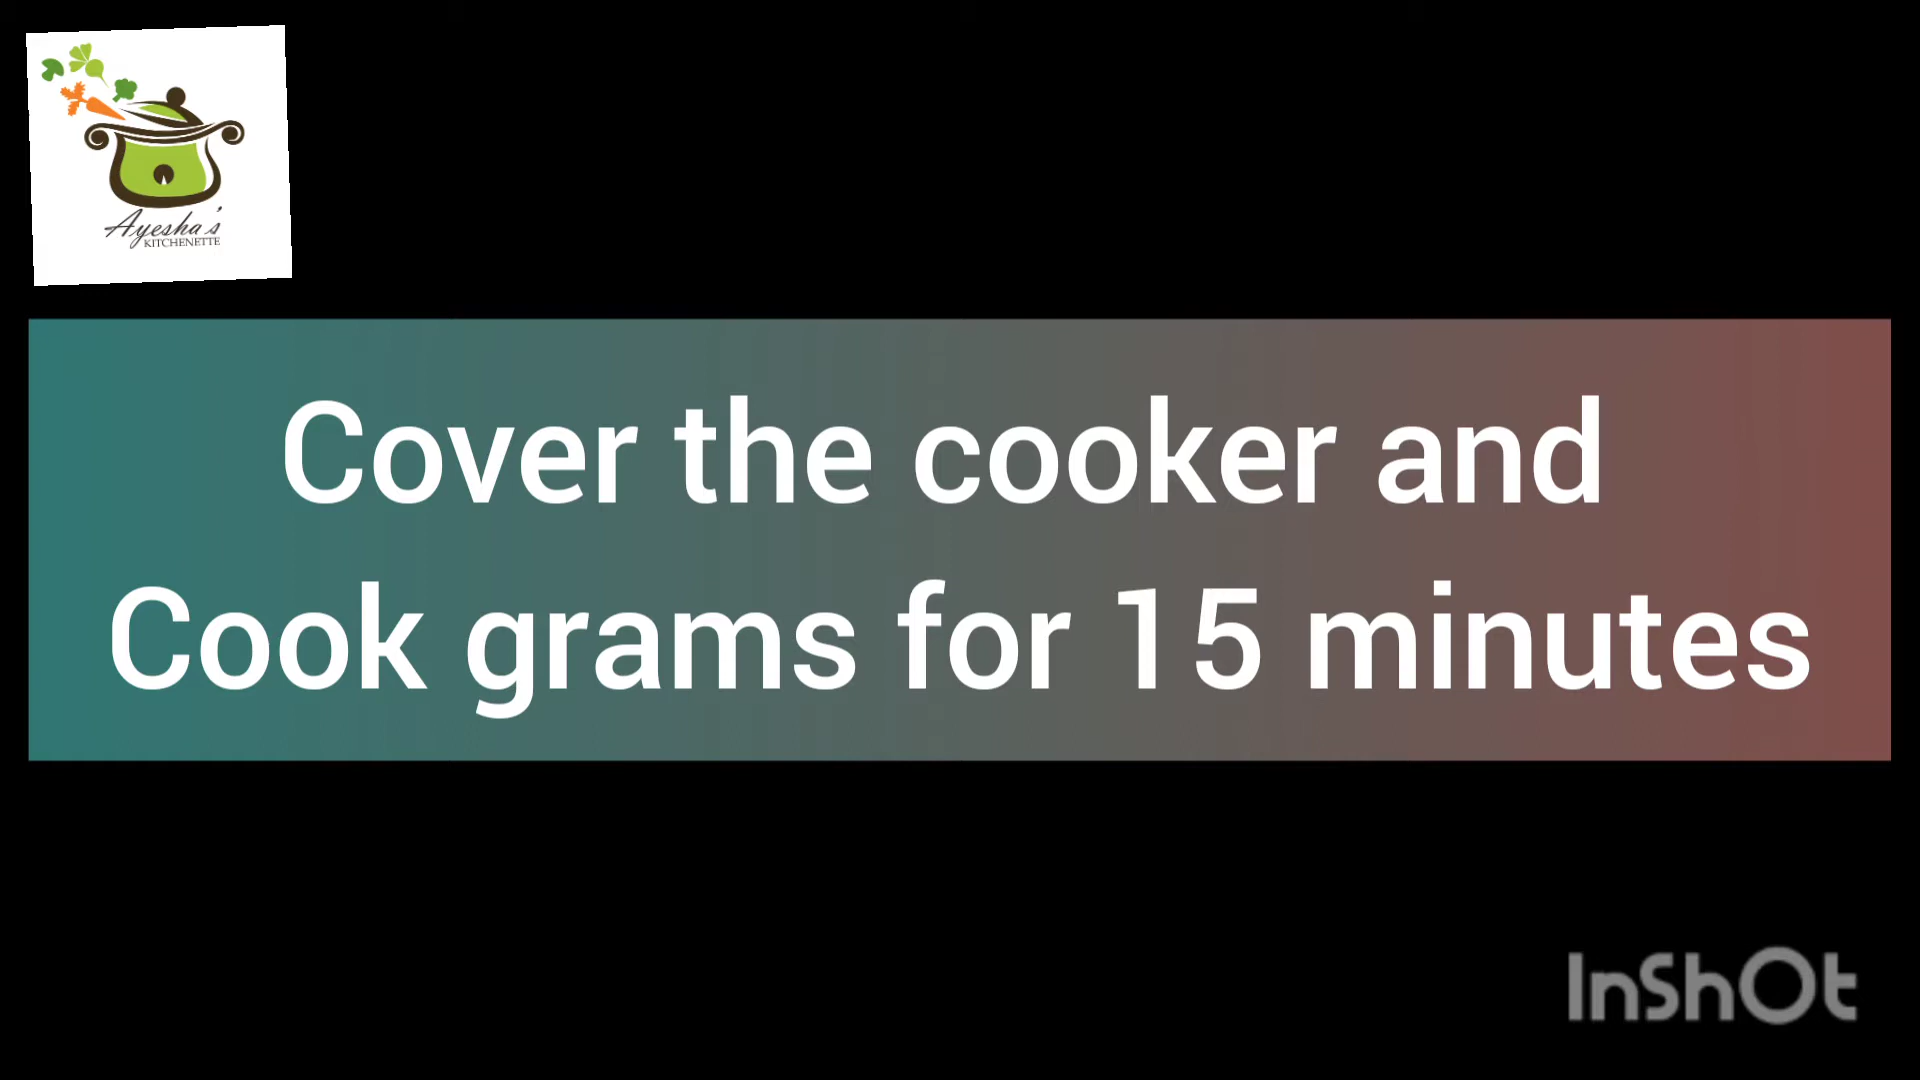 Ayesha's
KITCHENETTE
Cover the cooker and
Cook grams for 15 minutes
InShOt